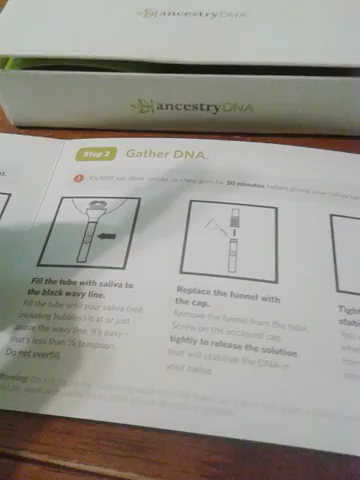 ancestryDNA
ancestryDNA
Step 2 Gather DNA.
Do NOT eat, drink, smoke, or chew gum for 30 minutes before giving your saliva
Fill the tube with saliva to
the black wavy line.
Fill the tube until your saliva (not
including bubbles) is at or just
above the wavy line. It's easy –
that's less than ¼ teaspoon.
Do not overfill.
Replace the funnel with
the cap.
Remove the funnel from the tube.
Screw on the enclosed cap
tightly to release the solution
that will stabilize the DNA in
your saliva.
Warning: